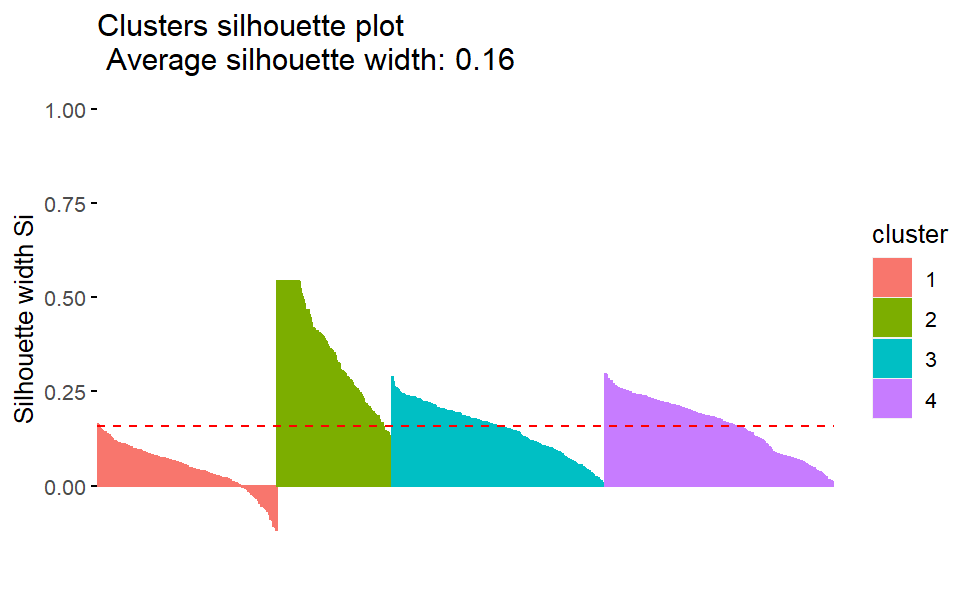 Clusters silhouette plot
Average silhouette width: 0.16
1.00
0.75
0.50
0.25
0.00
Silhouette width Si
cluster
1
2
3
4